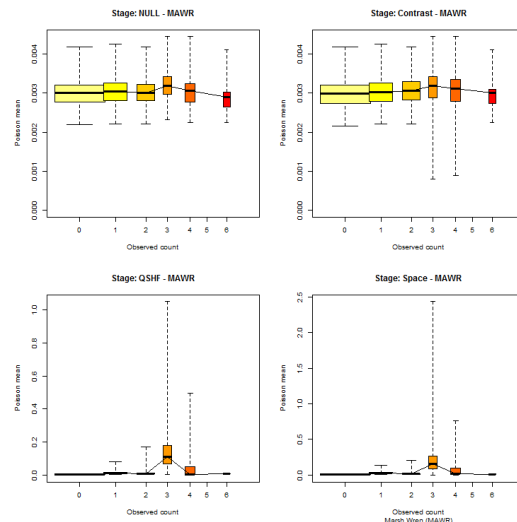 Stage: NULL - MAWR
Stage: Contrast - MAWR
Poisson mean
0.000 0.001 0.002 0.003 0.004
0 1 2 3 4 5 6
Observed count
Poisson mean
0.000 0.001 0.002 0.003 0.004
0 1 2 3 4 5 6
Observed count
Stage: QSHF - MAWR
Stage: Space - MAWR
Poisson mean
0.0 0.2 0.4 0.6 0.8 1.0
0 1 2 3 4 5 6
Observed count
Poisson mean
0.0 0.5 1.0 1.5 2.0 2.5
0 1 2 3 4 5 6
Observed count
Marsh Wren (MAWR)